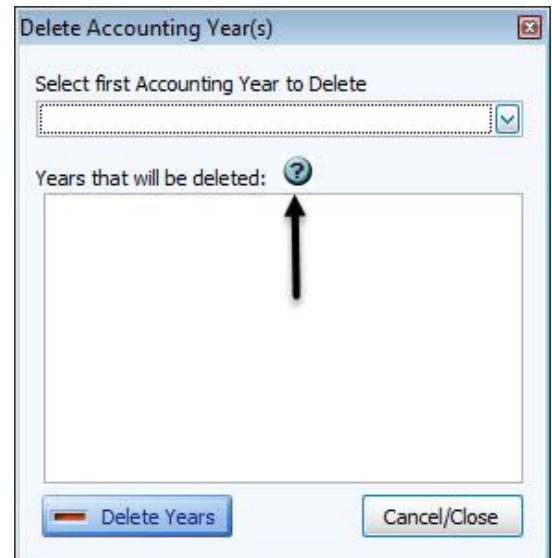 Delete Accounting Year(s)
Select first Accounting Year to Delete
Years that will be deleted: ?
Delete Years
Cancel/Close